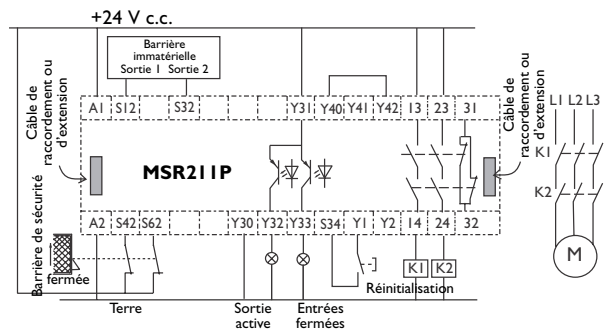 +24 V c.c.
Barrière
immatérielle
Sortie 1 Sortie 2
Câble de
raccordement ou
d'extension
A1 S12 S32 Y31 Y40 Y41 Y42 13 23 31
Câble de
raccordement ou
d'extension
L1 L2 L3
K1
K2
M
MSR211P
A2 S42 S62 Y30 Y32 Y33 S34 Y1 Y2 14 24 32
Barrière de sécurité
fermée
K1 K2
Réinitialisation
Terre
Sortie
active
Entrées
fermées